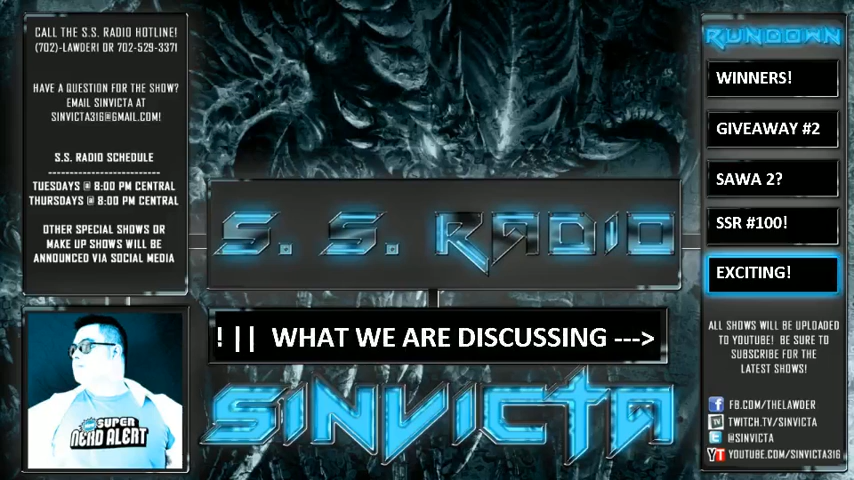 CALL THE S.S. RADIO HOTLINE!
(702)-LAWDERI OR 702-529-3371
HAVE A QUESTION FOR THE SHOW?
EMAIL SINVICTA AT
SINVICTA316@GMAIL.COM!
S.S. RADIO SCHEDULE
--------------------------
TUESDAYS @ 8:00 PM CENTRAL
THURSDAYS @ 8:00 PM CENTRAL
OTHER SPECIAL SHOWS OR
MAKE UP SHOWS WILL BE
ANNOUNCED VIA SOCIAL MEDIA
SUPER
NERD ALERT
S. S. RADIO
! || WHAT WE ARE DISCUSSING --->
SINVICTA
RUNDOWN
WINNERS!
GIVEAWAY #2
SAWA 2?
SSR #100!
EXCITING!
ALL SHOWS WILL BE UPLOADED
TO YOUTUBE! BE SURE TO
SUBSCRIBE FOR THE
LATEST SHOWS!
FB.COM/THELAWDER
TWITCH.TV/SINVICTA
@SINVICTA
YOUTUBE.COM/SINVICTA316